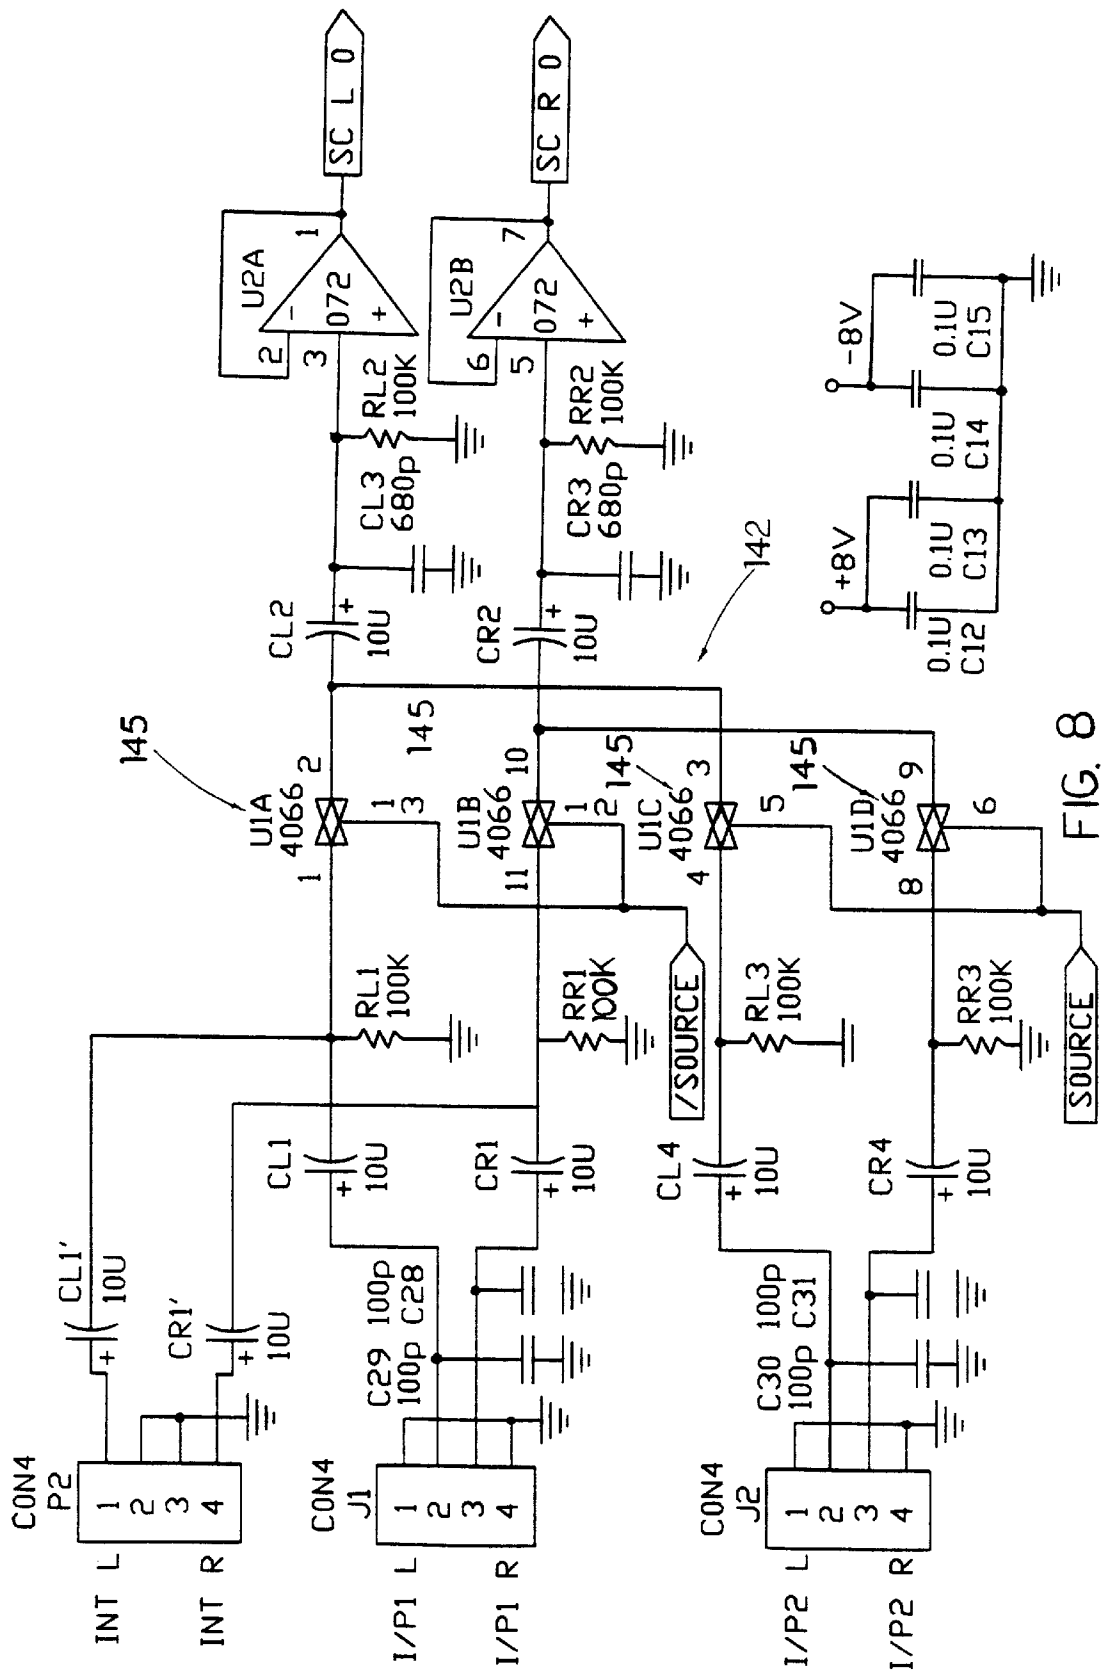 INT L
INT R
CON4
P2
1
2
3
4
CL1'
10U
+
CR1'
10U
+
I/P1 L
I/P1 R
CON4
J1
1
2
3
4
C29
100p
100p
C28
CL1
10U
+
CR1
10U
+
RL1
100K
RR1
100K
145
U1A
4066
1
2
1
3
145
U1B
4066
11
10
1
2
/SOURCE
CL2
10U
+
CR2
10U
+
CL3
680p
CR3
680p
RL2
100K
RR2
100K
U2A
2
3
1
-
072
+
SC L O
U2B
6
5
7
-
072
+
SC R O
I/P2 L
I/P2 R
CON4
J2
1
2
3
4
C30
100p
100p
C31
CL4
10U
+
CR4
10U
+
RL3
100K
RR3
100K
145
U1C
4066
4
3
5
145
U1D
4066
8
9
6
SOURCE
142
+8V
0.1U
C12
0.1U
C13
-8V
0.1U
C14
0.1U
C15
FIG. 8